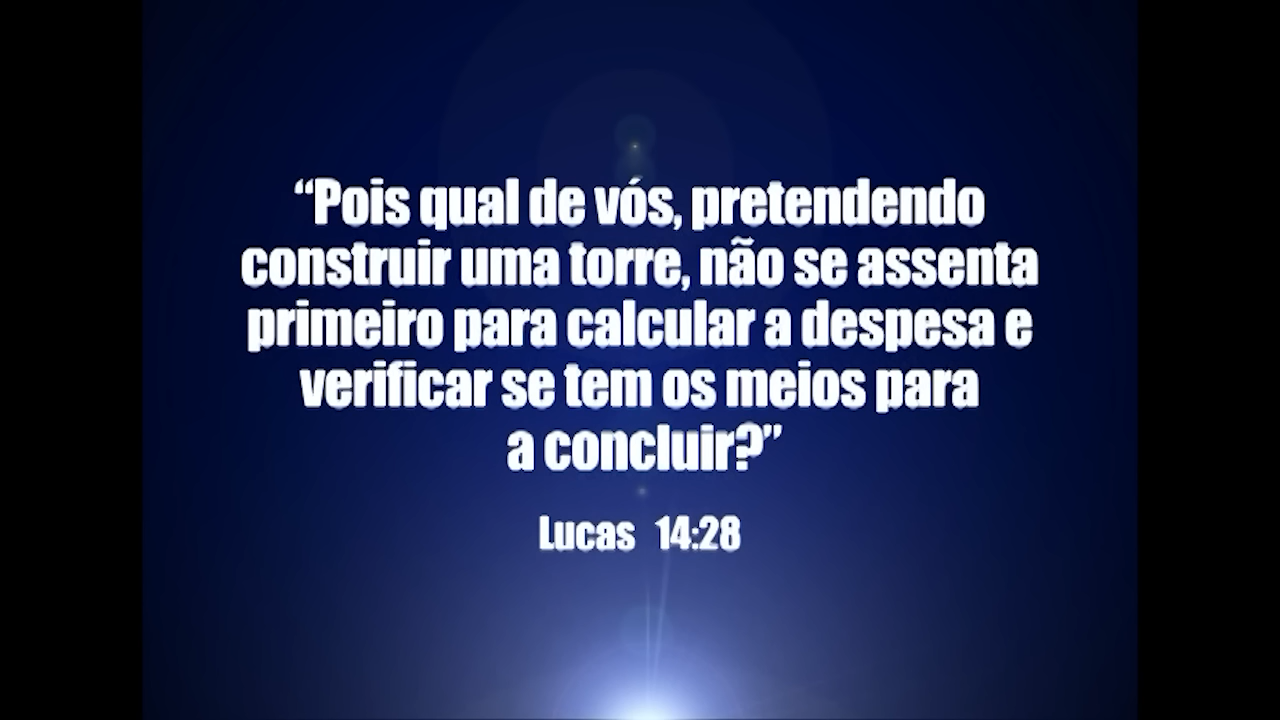 “Pois qual de vós, pretendendo
construir uma torre, não se assenta
primeiro para calcular a despesa e
verificar se tem os meios para
a concluir?”
Lucas 14:28